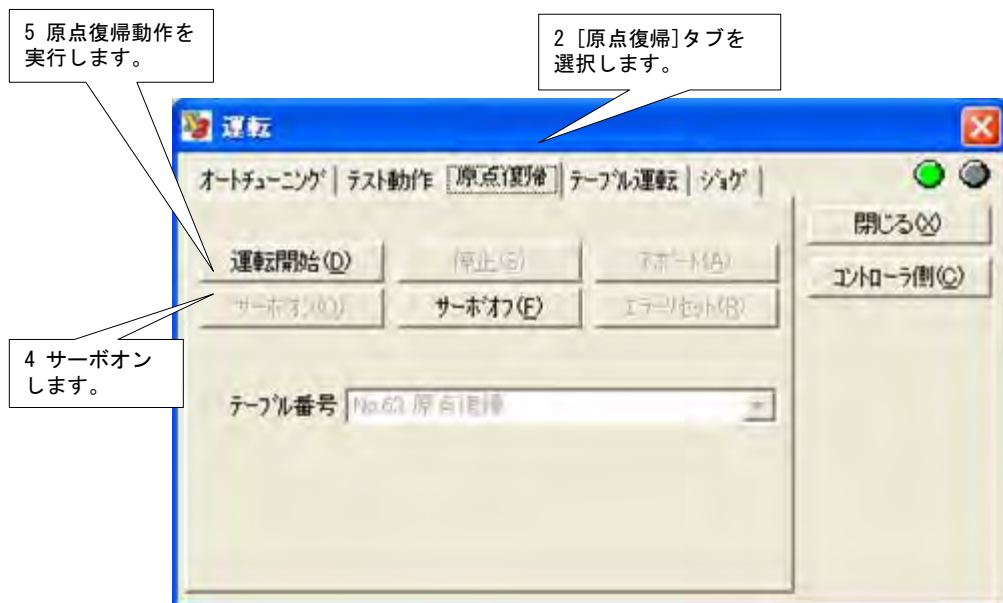 5 原点復帰動作を
実行します。
2 [原点復帰]タブを
選択します。
運転
オートチューニング テスト動作 原点復帰 テーブル運転 ジョグ
運転開始(D) 停止(S) アボート(A)
閉じる(X)
サーボオン(O) サーボオフ(F) エラーリセット(R)
コントローラ側(C)
4 サーボオン
します。
テーブル番号 No.63 原点復帰